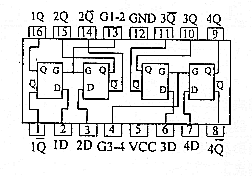 1Q 2Q 2Q̅ G1-2 GND 3Q̅ 3Q 4Q
16 15 14 13 12 11 10 9
Q G Q G G Q G Q
Q̅ D Q̅ D D Q̅ D Q̅
1 2 3 4 5 6 7 8
1Q̅ 1D 2D G3-4 VCC 3D 4D 4Q̅